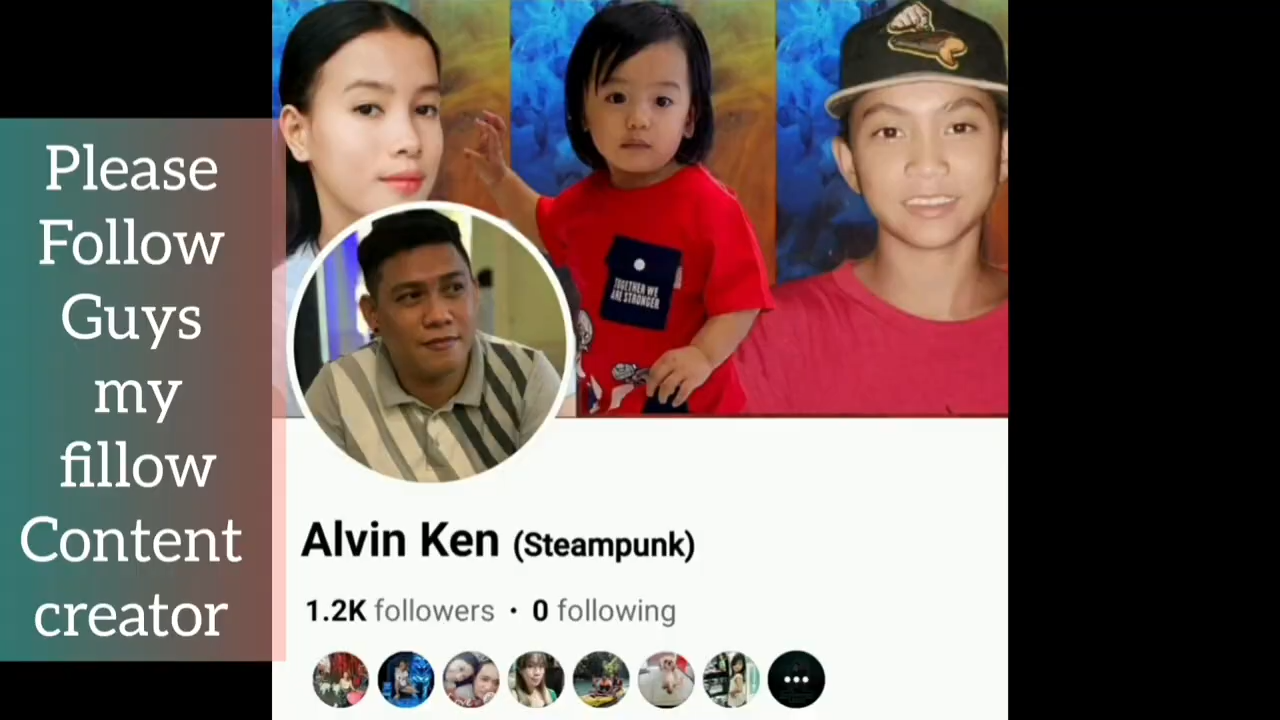 Please
Follow
Guys
my
fillow
Content
creator
TOGETHER WE
ARE STRONGER
Alvin Ken (Steampunk)
1.2K followers · 0 following